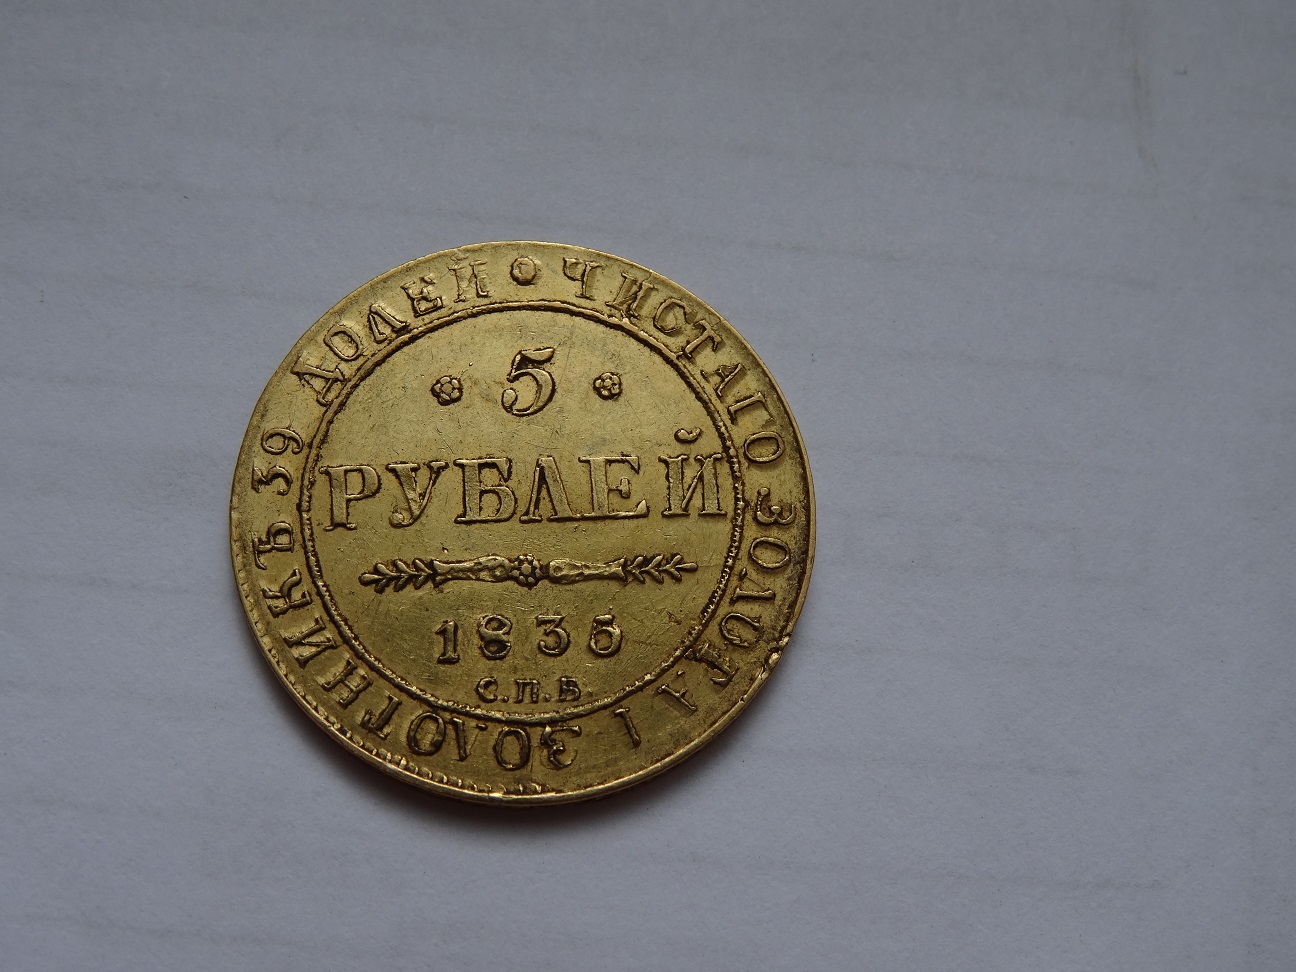 ЧИСТАГО ЗОЛОТА 1 ЗОЛОТНИКЪ 39 ДОЛЕЙ
5
РУБЛЕЙ
1835
С.П.Б.